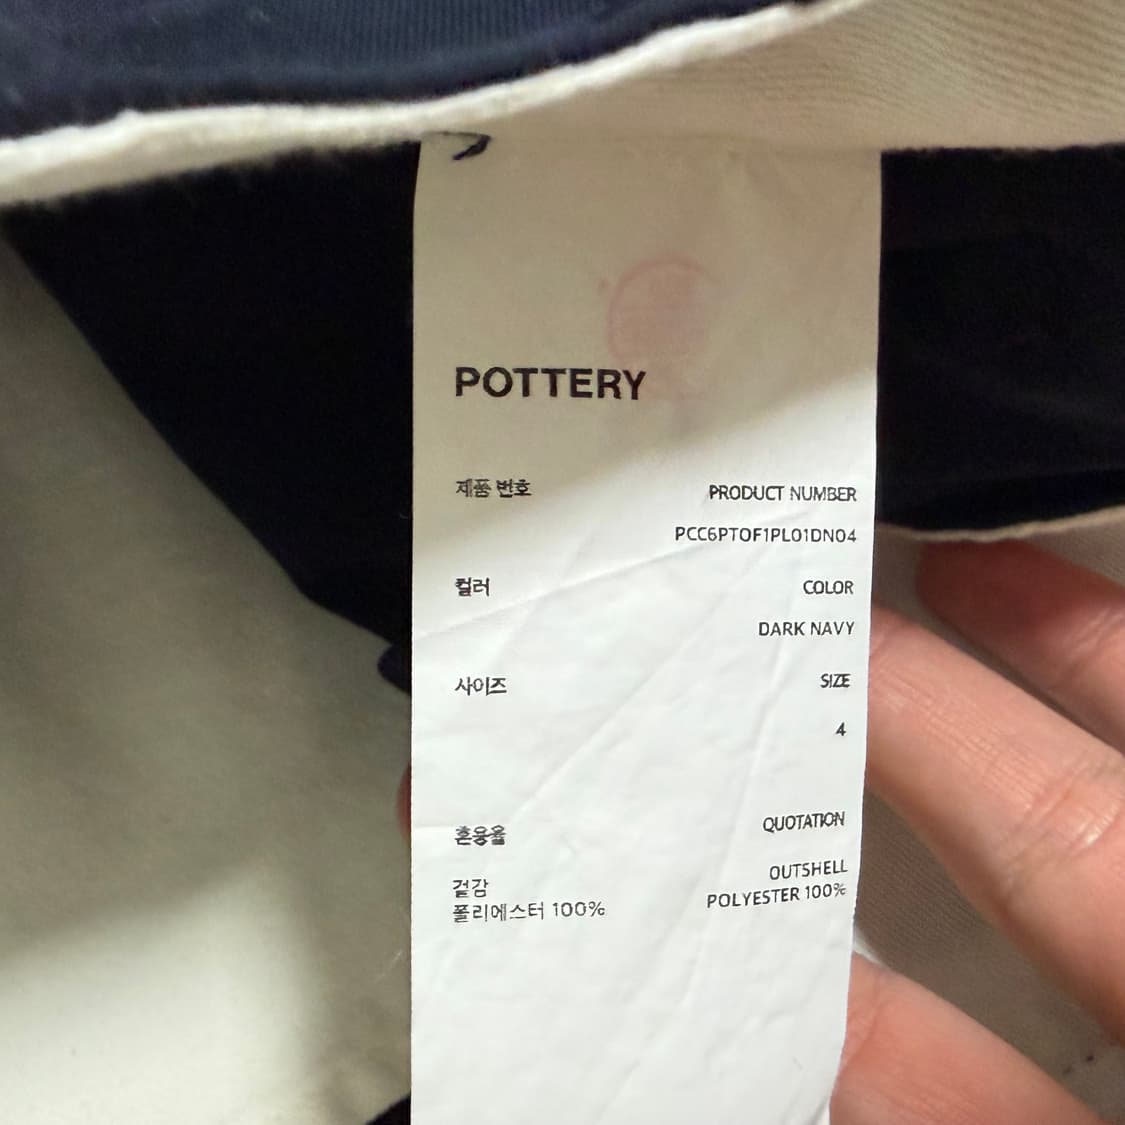 POTTERY
제품 번호
PRODUCT NUMBER
PCC6PTOF1PL01DN04
컬러
COLOR
DARK NAVY
사이즈
SIZE
4
혼용율
QUOTATION
겉감
OUTSHELL
폴리에스터 100%
POLYESTER 100%